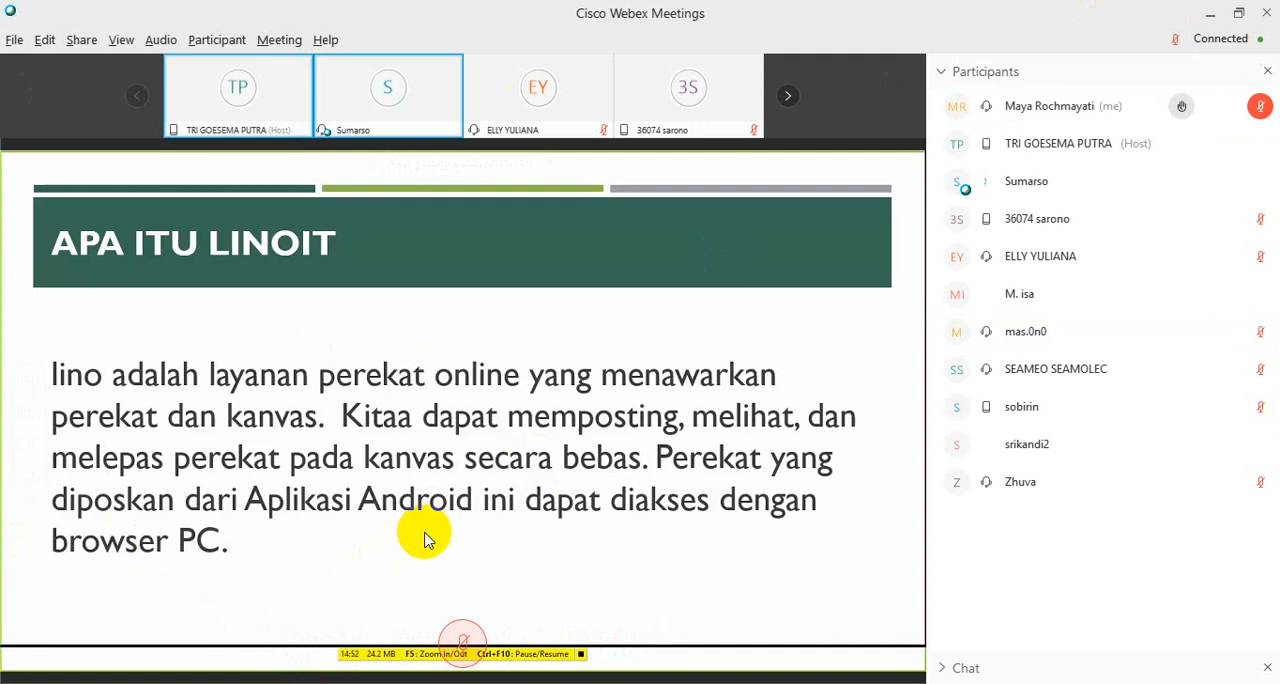 Cisco Webex Meetings
File Edit Share View Audio Participant Meeting Help
Connected
TP
S
EY
3S
TRI GOESEMA PUTRA (Host)
Sumarso
ELLY YULIANA
36074 sarono
APA ITU LINOIT
lino adalah layanan perekat online yang menawarkan
perekat dan kanvas. Kitaa dapat memposting, melihat, dan
melepas perekat pada kanvas secara bebas. Perekat yang
diposkan dari Aplikasi Android ini dapat diakses dengan
browser PC.
14:52 24.2 MB F5: Zoom In/Out Ctrl+F10: Pause/Resume
Participants
MR Maya Rochmayati (me)
TP TRI GOESEMA PUTRA (Host)
S Sumarso
3S 36074 sarono
EY ELLY YULIANA
MI M. isa
M mas.0n0
SS SEAMEO SEAMOLEC
S sobirin
S srikandi2
Z Zhuva
Chat